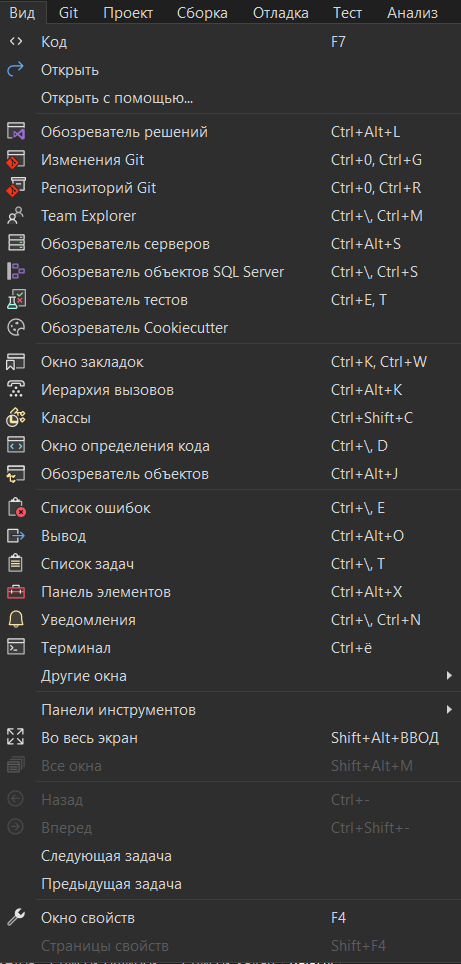 Вид Git Проект Сборка Отладка Тест Анализ
Код F7
Открыть
Открыть с помощью...
Обозреватель решений Ctrl+Alt+L
Изменения Git Ctrl+0, Ctrl+G
Репозиторий Git Ctrl+0, Ctrl+R
Team Explorer Ctrl+\, Ctrl+M
Обозреватель серверов Ctrl+Alt+S
Обозреватель объектов SQL Server Ctrl+\, Ctrl+S
Обозреватель тестов Ctrl+E, T
Обозреватель Cookiecutter
Окно закладок Ctrl+K, Ctrl+W
Иерархия вызовов Ctrl+Alt+K
Классы Ctrl+Shift+C
Окно определения кода Ctrl+\, D
Обозреватель объектов Ctrl+Alt+J
Список ошибок Ctrl+\, E
Вывод Ctrl+Alt+O
Список задач Ctrl+\, T
Панель элементов Ctrl+Alt+X
Уведомления Ctrl+\, Ctrl+N
Терминал Ctrl+ё
Другие окна
Панели инструментов
Во весь экран Shift+Alt+ВВОД
Все окна Shift+Alt+M
Назад Ctrl+-
Вперед Ctrl+Shift+-
Следующая задача
Предыдущая задача
Окно свойств F4
Страницы свойств Shift+F4